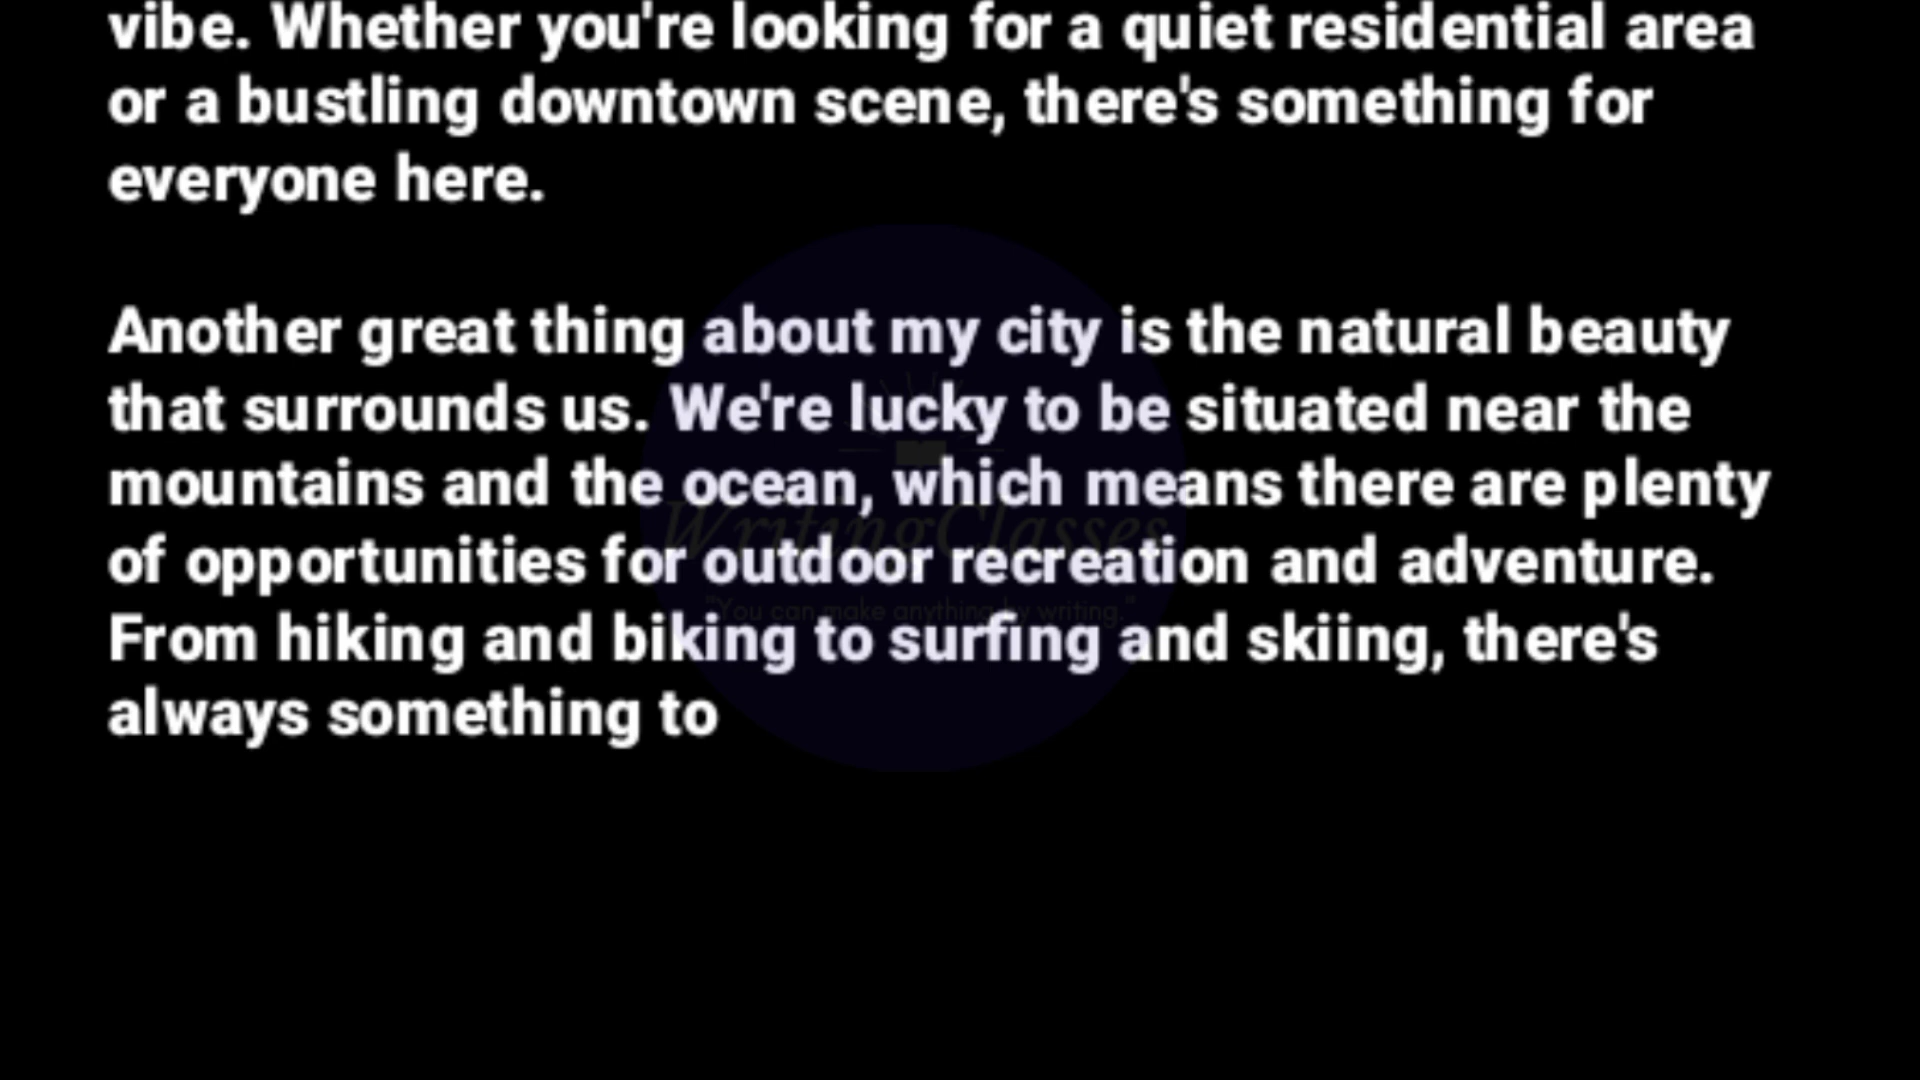 vibe. Whether you're looking for a quiet residential area
or a bustling downtown scene, there's something for
everyone here.
Another great thing about my city is the natural beauty
that surrounds us. We're lucky to be situated near the
mountains and the ocean, which means there are plenty
WritingClasses
of opportunities for outdoor recreation and adventure.
"You can make anything by writing."
From hiking and biking to surfing and skiing, there's
always something to